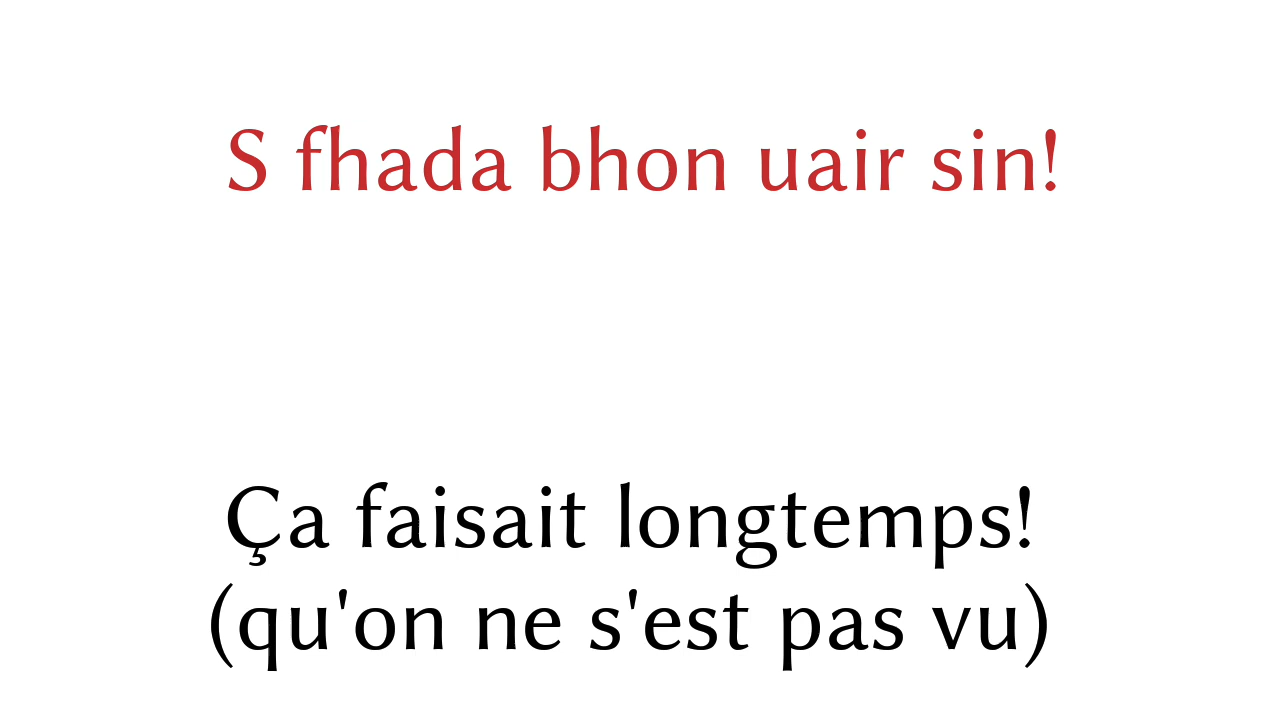 S fhada bhon uair sin!
Ça faisait longtemps!
(qu'on ne s'est pas vu)